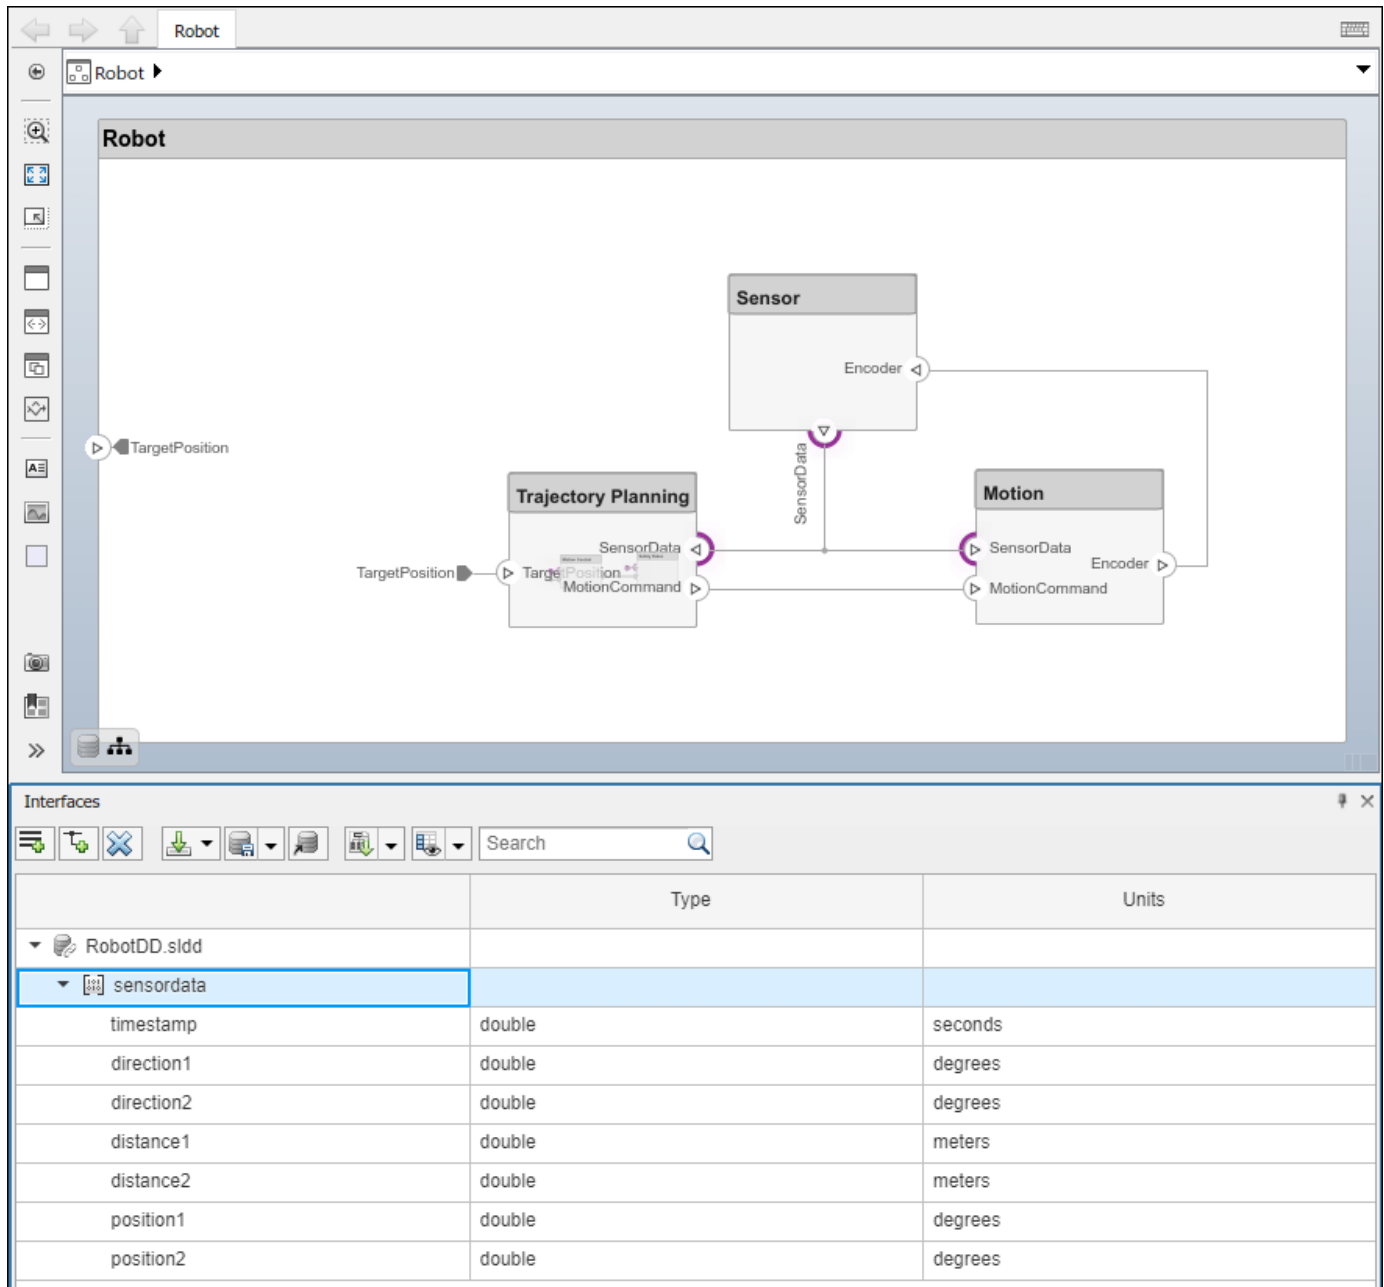 Robot
Robot
Robot
Sensor
Encoder
SensorData
TargetPosition
Trajectory Planning
SensorData
TargetPosition
TargetPosition
MotionCommand
Motion
SensorData
Encoder
MotionCommand
Interfaces
Search
Type Units
RobotDD.sldd
sensordata
timestamp double seconds
direction1 double degrees
direction2 double degrees
distance1 double meters
distance2 double meters
position1 double degrees
position2 double degrees